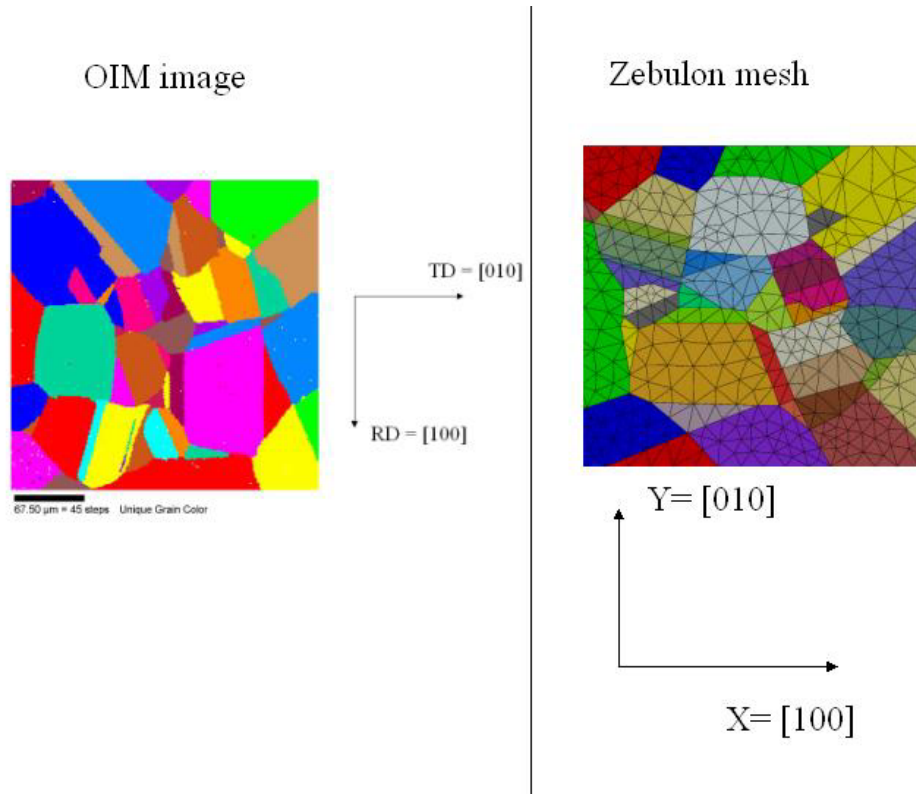 OIM image
Zebulon mesh
TD = [010]
RD = [100]
67.50 µm = 45 steps   Unique Grain Color
Y= [010]
X= [100]